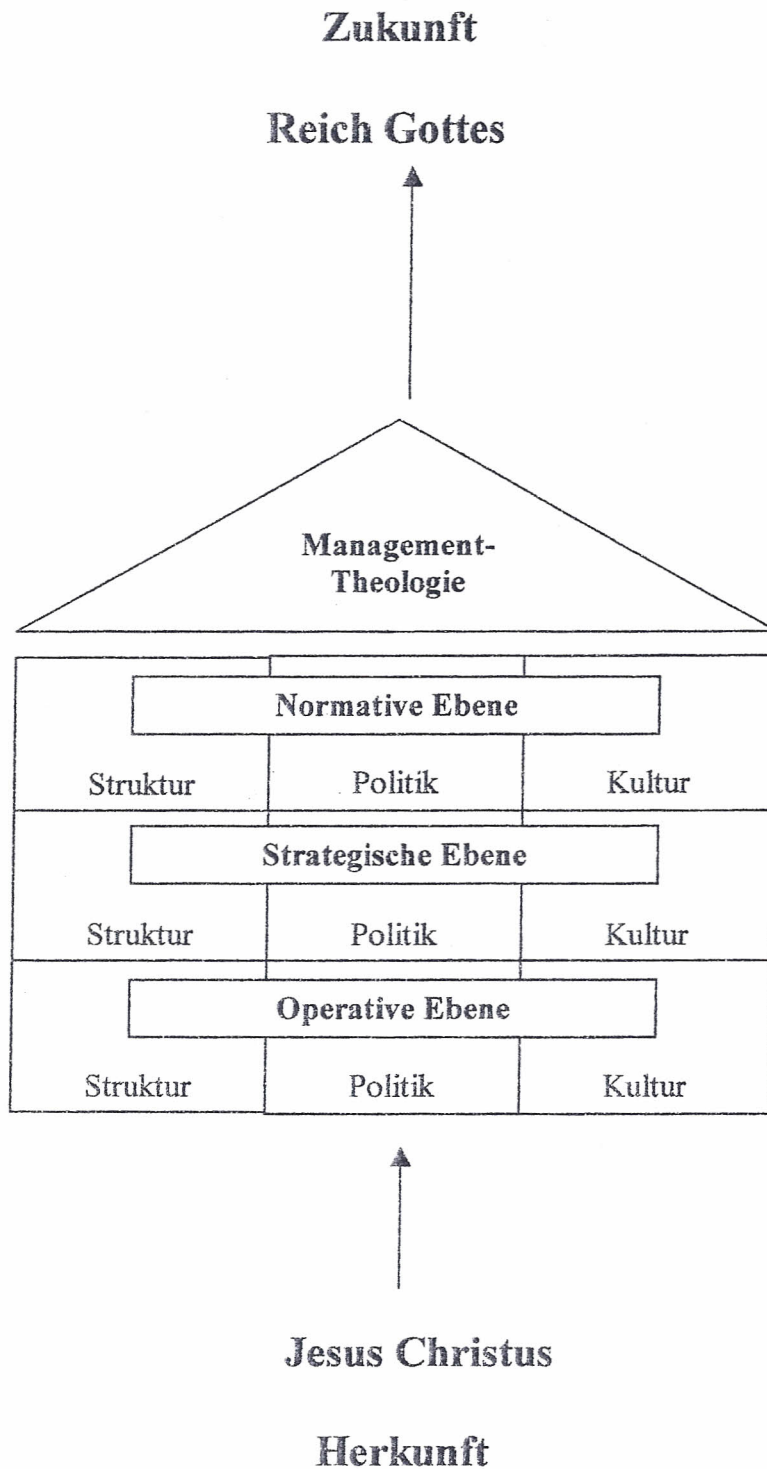 Zukunft
Reich Gottes
Management-
Theologie
Normative Ebene
Struktur Politik Kultur
Strategische Ebene
Struktur Politik Kultur
Operative Ebene
Struktur Politik Kultur
Jesus Christus
Herkunft